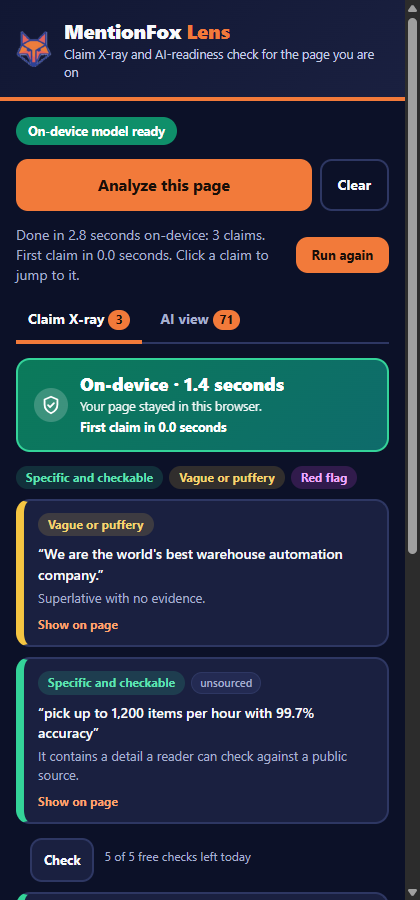 MentionFox Lens
Claim X-ray and AI-readiness check for the page you are
on
On-device model ready
Analyze this page
Clear
Done in 2.8 seconds on-device: 3 claims.
First claim in 0.0 seconds. Click a claim to
jump to it.
Run again
Claim X-ray 3
AI view 71
On-device · 1.4 seconds
Your page stayed in this browser.
First claim in 0.0 seconds
Specific and checkable
Vague or puffery
Red flag
Vague or puffery
“We are the world's best warehouse automation
company.”
Superlative with no evidence.
Show on page
Specific and checkable
unsourced
“pick up to 1,200 items per hour with 99.7%
accuracy”
It contains a detail a reader can check against a public
source.
Show on page
Check
5 of 5 free checks left today